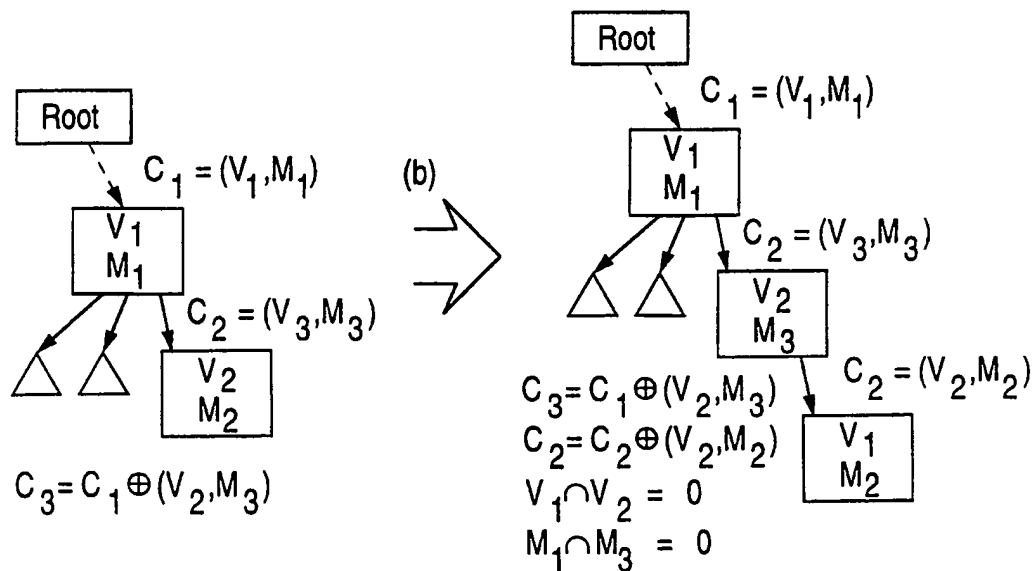 Root
C₁ = (V₁,M₁)
V₁
M₁
C₂ = (V₃,M₃)
V₂
M₂
C₃ = C₁ ⊕ (V₂,M₃)
(b)
Root
C₁ = (V₁,M₁)
V₁
M₁
C₂ = (V₃,M₃)
V₂
M₃
C₂ = (V₂,M₂)
V₁
M₂
C₃ = C₁ ⊕ (V₂,M₃)
C₂ = C₂ ⊕ (V₂,M₂)
V₁∩V₂ = 0
M₁∩M₃ = 0